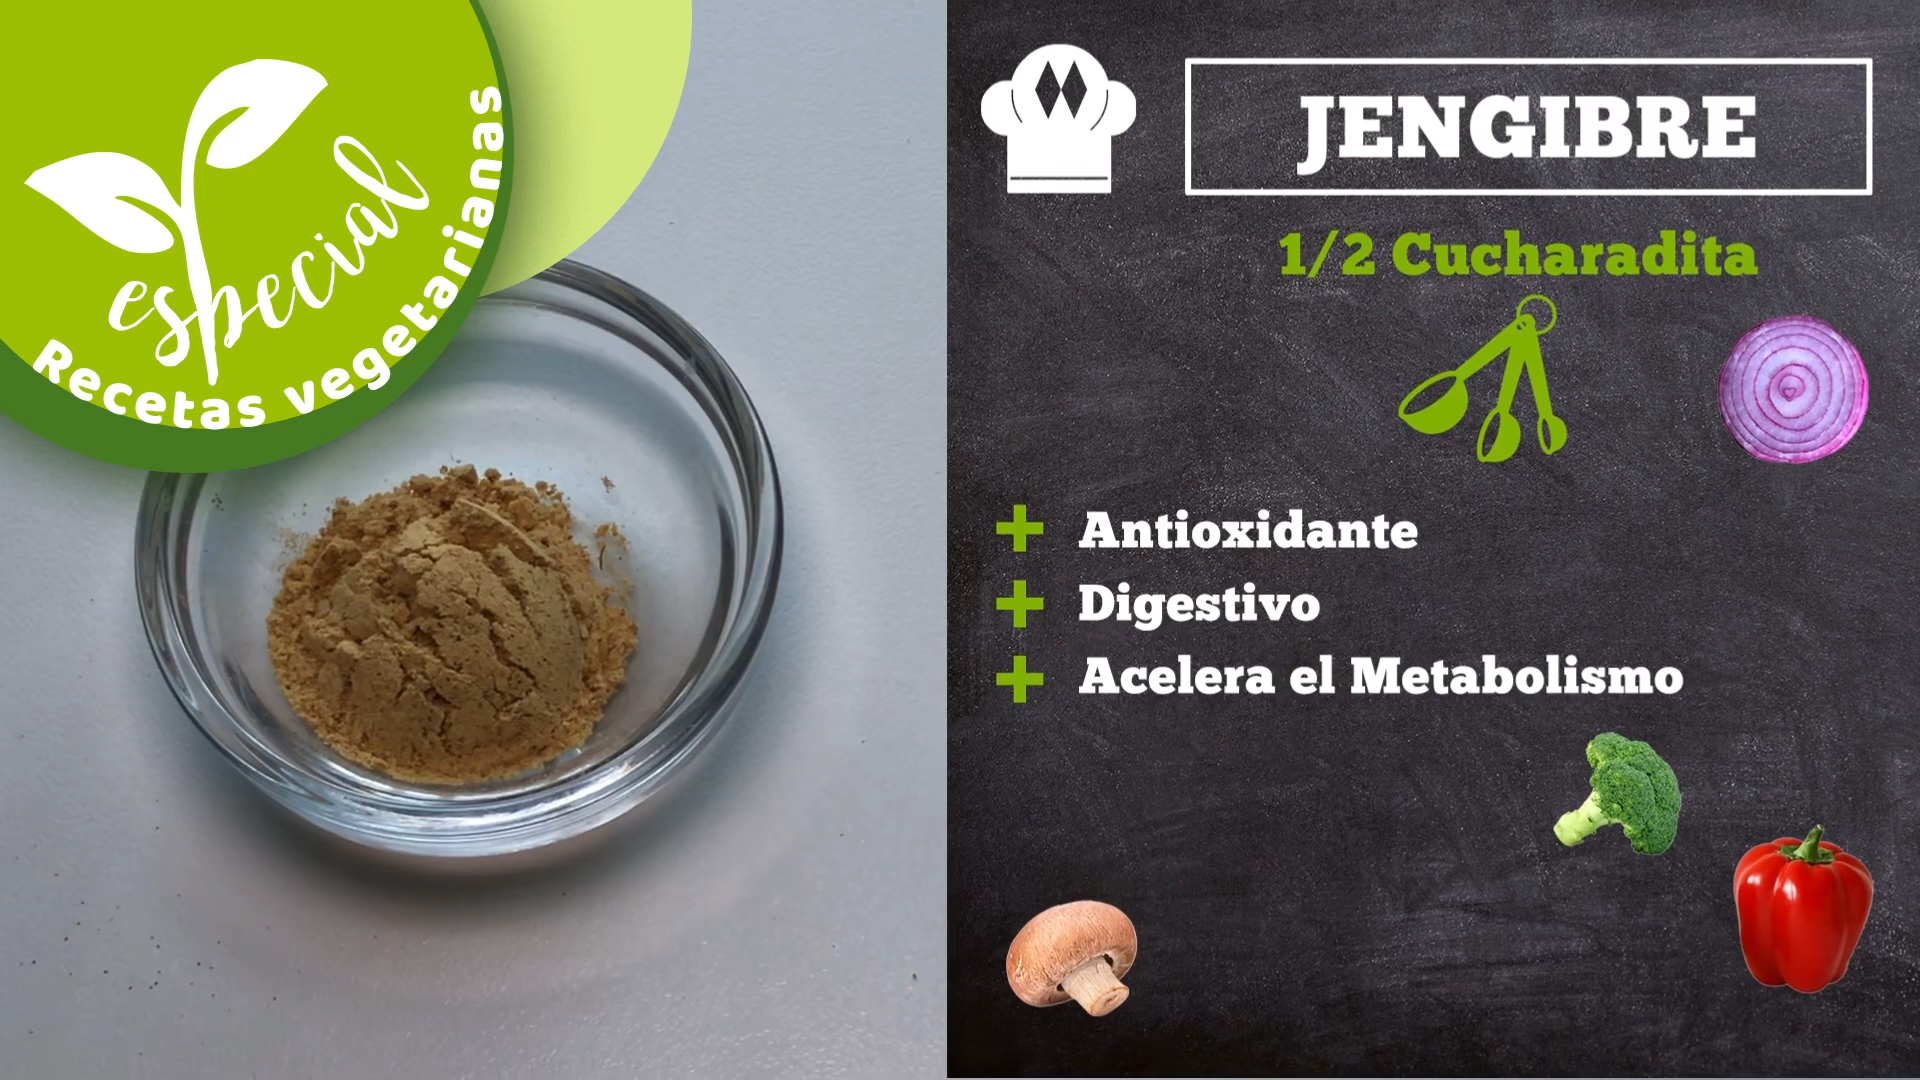 especial
Recetas vegetarianas
JENGIBRE
1/2 Cucharadita
+ Antioxidante
+ Digestivo
+ Acelera el Metabolismo